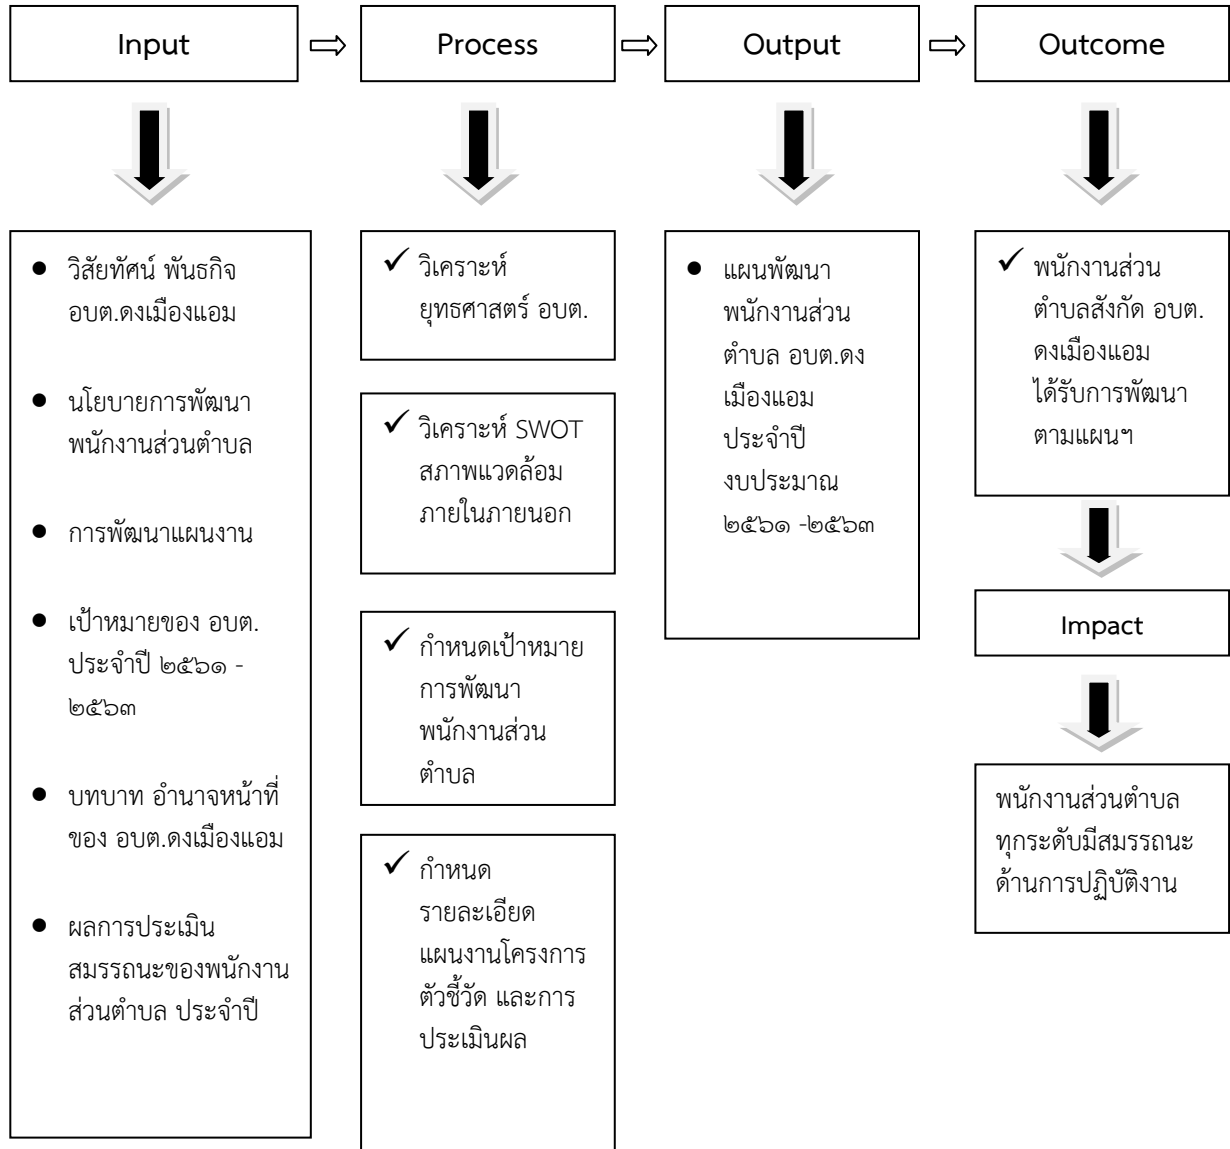 Input
Process
Output
Outcome
วิสัยทัศน์ พันธกิจ
อบต.ดงเมืองแอม
นโยบายการพัฒนา
พนักงานส่วนตำบล
การพัฒนาแผนงาน
เป้าหมายของ อบต.
ประจำปี ๒๕๖๑ -
๒๕๖๓
บทบาท อำนาจหน้าที่
ของ อบต.ดงเมืองแอม
ผลการประเมิน
สมรรถนะของพนักงาน
ส่วนตำบล ประจำปี
วิเคราะห์
ยุทธศาสตร์ อบต.
วิเคราะห์ SWOT
สภาพแวดล้อม
ภายในภายนอก
กำหนดเป้าหมาย
การพัฒนา
พนักงานส่วน
ตำบล
กำหนด
รายละเอียด
แผนงานโครงการ
ตัวชี้วัด และการ
ประเมินผล
แผนพัฒนา
พนักงานส่วน
ตำบล อบต.ดง
เมืองแอม
ประจำปี
งบประมาณ
๒๕๖๑ -๒๕๖๓
พนักงานส่วน
ตำบลสังกัด อบต.
ดงเมืองแอม
ได้รับการพัฒนา
ตามแผนฯ
Impact
พนักงานส่วนตำบล
ทุกระดับมีสมรรถนะ
ด้านการปฏิบัติงาน